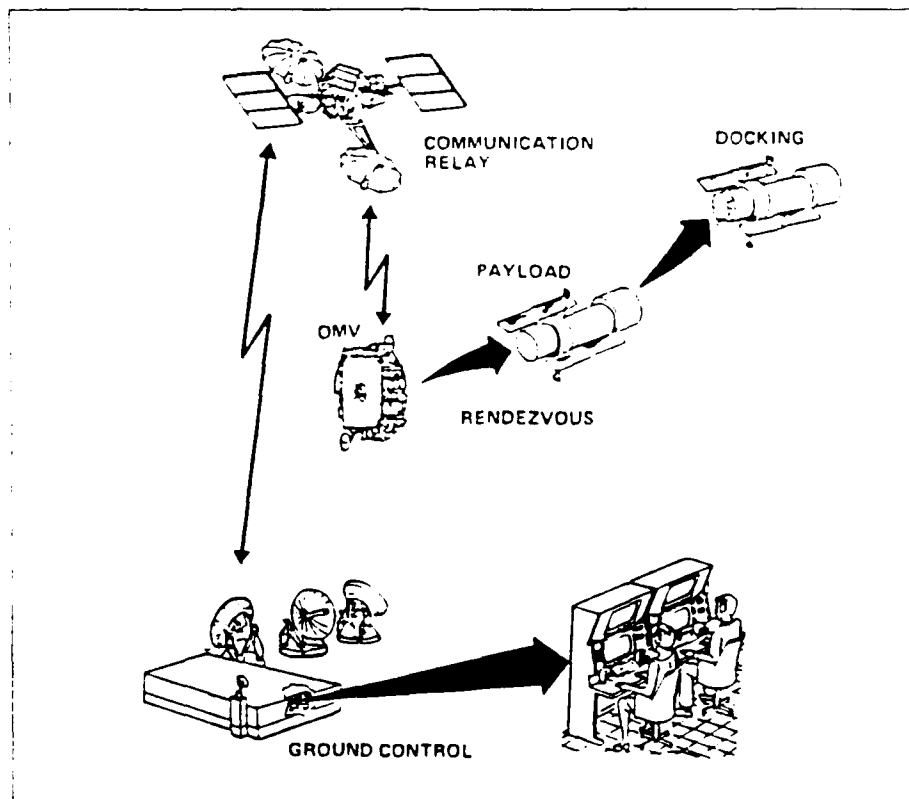 COMMUNICATION
RELAY
DOCKING
PAYLOAD
OMV
RENDEZVOUS
GROUND CONTROL